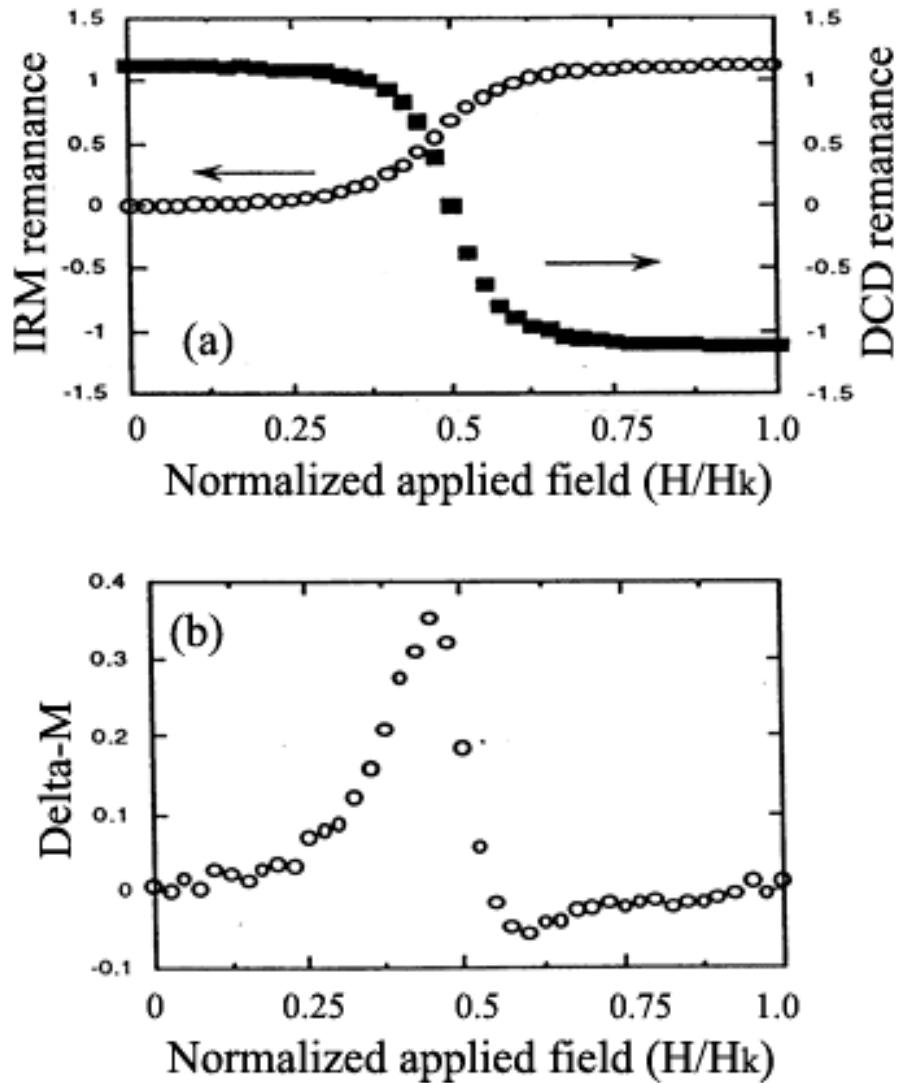 1.5 1.5
1 1
0.5 0.5
0 0
-0.5 -0.5
-1 -1
-1.5 -1.5
IRM remanance
DCD remanance
(a)
0 0.25 0.5 0.75 1.0
Normalized applied field (H/Hk)
0.4
0.3
0.2
0.1
0
-0.1
Delta-M
(b)
0 0.25 0.5 0.75 1.0
Normalized applied field (H/Hk)